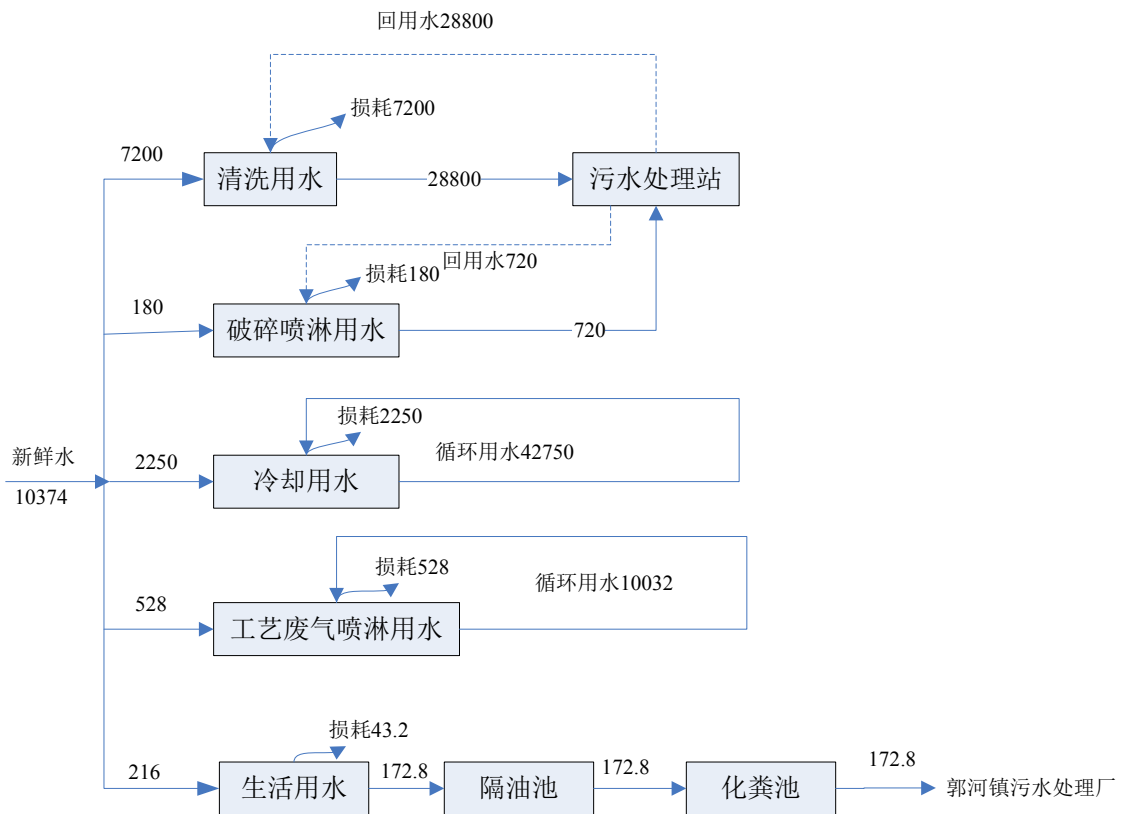 回用水28800
损耗7200
7200
清洗用水
28800
污水处理站
回用水720
损耗180
180
破碎喷淋用水
720
损耗2250
新鲜水
10374
2250
冷却用水
循环用水42750
损耗528
循环用水10032
528
工艺废气喷淋用水
损耗43.2
216
生活用水
172.8
隔油池
172.8
化粪池
172.8
郭河镇污水处理厂